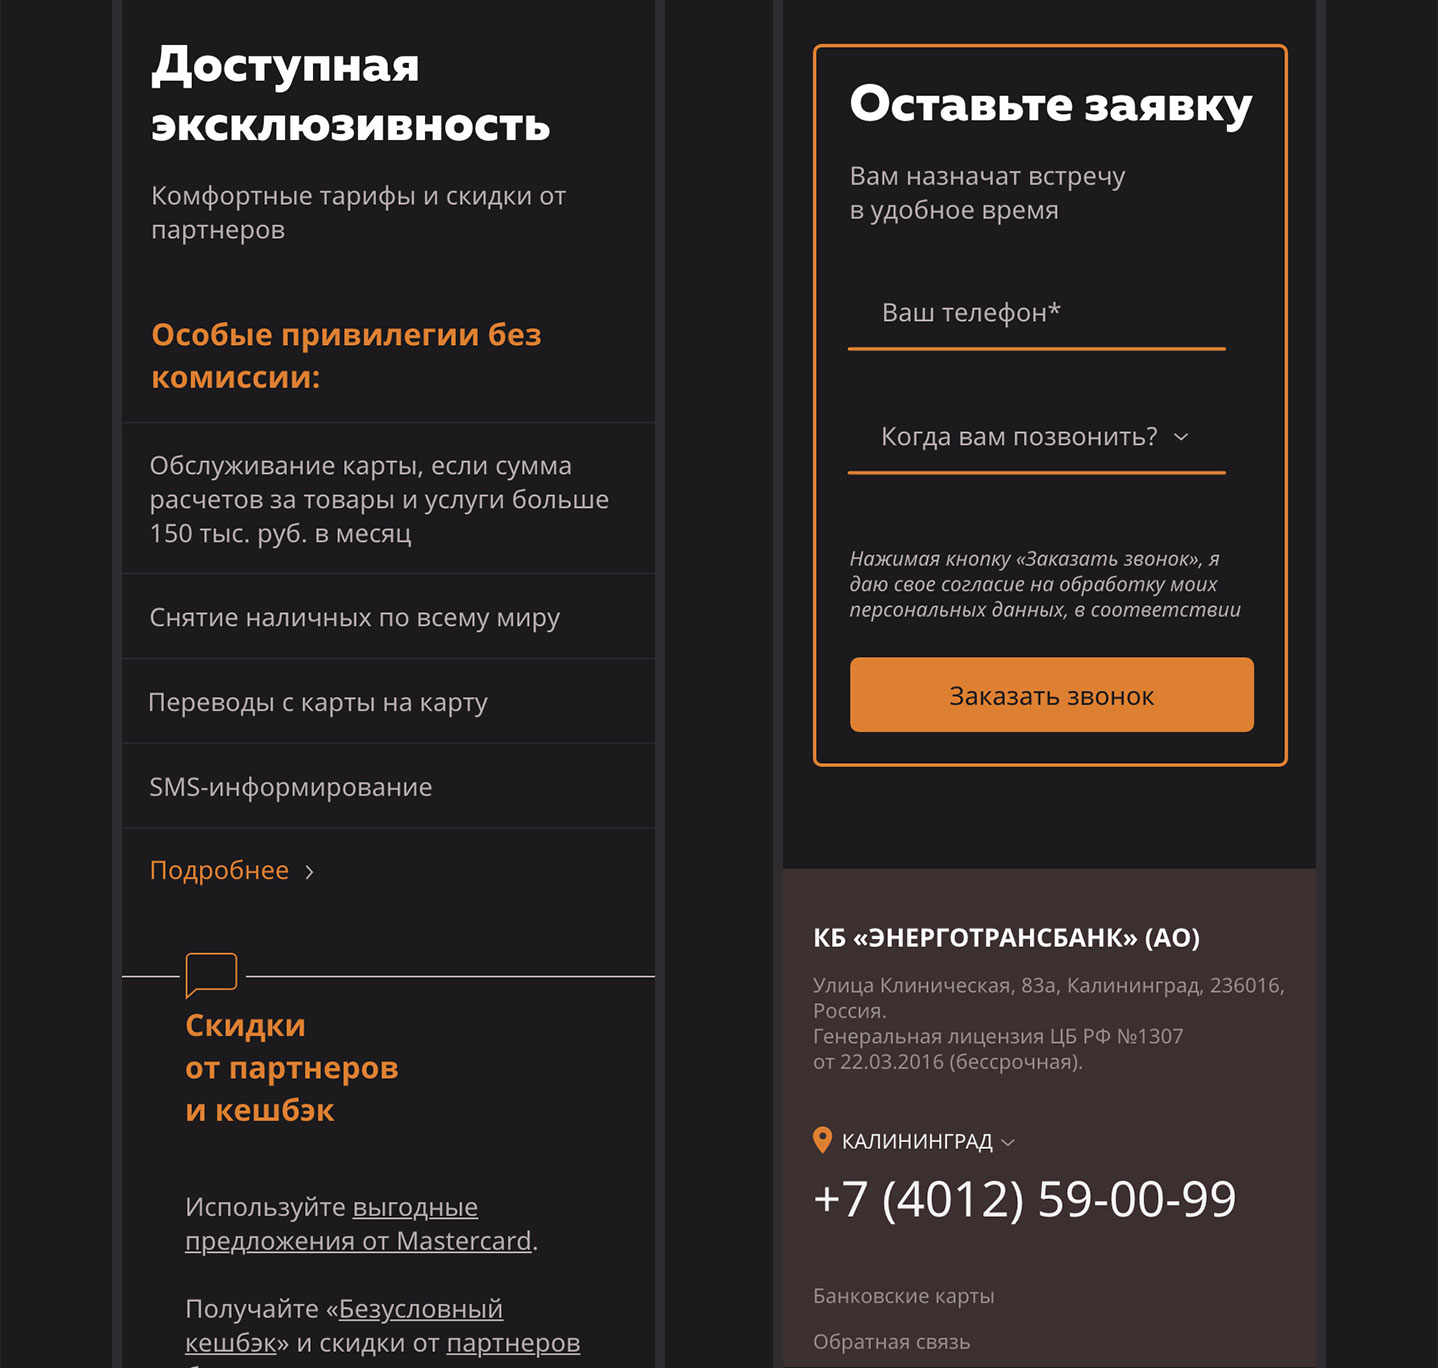 Доступная
эксклюзивность
Комфортные тарифы и скидки от
партнеров
Особые привилегии без
комиссии:
Обслуживание карты, если сумма
расчетов за товары и услуги больше
150 тыс. руб. в месяц
Снятие наличных по всему миру
Переводы с карты на карту
SMS-информирование
Подробнее
Скидки
от партнеров
и кешбэк
Используйте выгодные
предложения от Mastercard.
Получайте «Безусловный
кешбэк» и скидки от партнеров
Оставьте заявку
Вам назначат встречу
в удобное время
Ваш телефон*
Когда вам позвонить?
Нажимая кнопку «Заказать звонок», я
даю свое согласие на обработку моих
персональных данных, в соответствии
Заказать звонок
КБ «ЭНЕРГОТРАНСБАНК» (АО)
Улица Клиническая, 83а, Калининград, 236016,
Россия.
Генеральная лицензия ЦБ РФ №1307
от 22.03.2016 (бессрочная).
КАЛИНИНГРАД
+7 (4012) 59-00-99
Банковские карты
Обратная связь